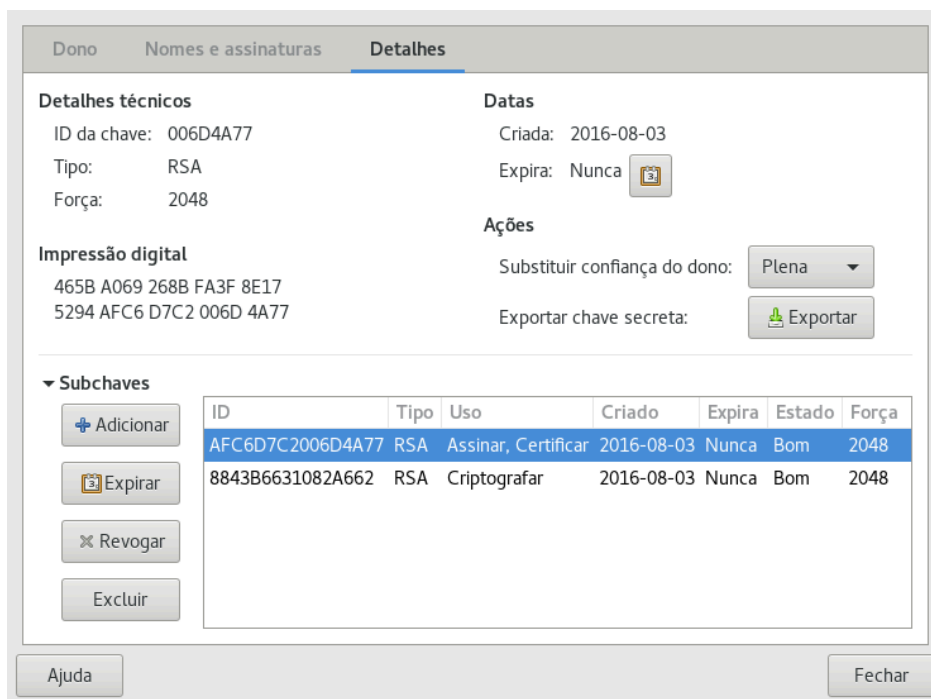 Dono Nomes e assinaturas Detalhes
Detalhes técnicos
ID da chave: 006D4A77
Tipo: RSA
Força: 2048
Impressão digital
465B A069 268B FA3F 8E17
5294 AFC6 D7C2 006D 4A77
Datas
Criada: 2016-08-03
Expira: Nunca
Ações
Substituir confiança do dono: Plena
Exportar chave secreta: Exportar
Subchaves
Adicionar
Expirar
Revogar
Excluir
ID Tipo Uso Criado Expira Estado Força
AFC6D7C2006D4A77 RSA Assinar, Certificar 2016-08-03 Nunca Bom 2048
8843B6631082A662 RSA Criptografar 2016-08-03 Nunca Bom 2048
Ajuda Fechar